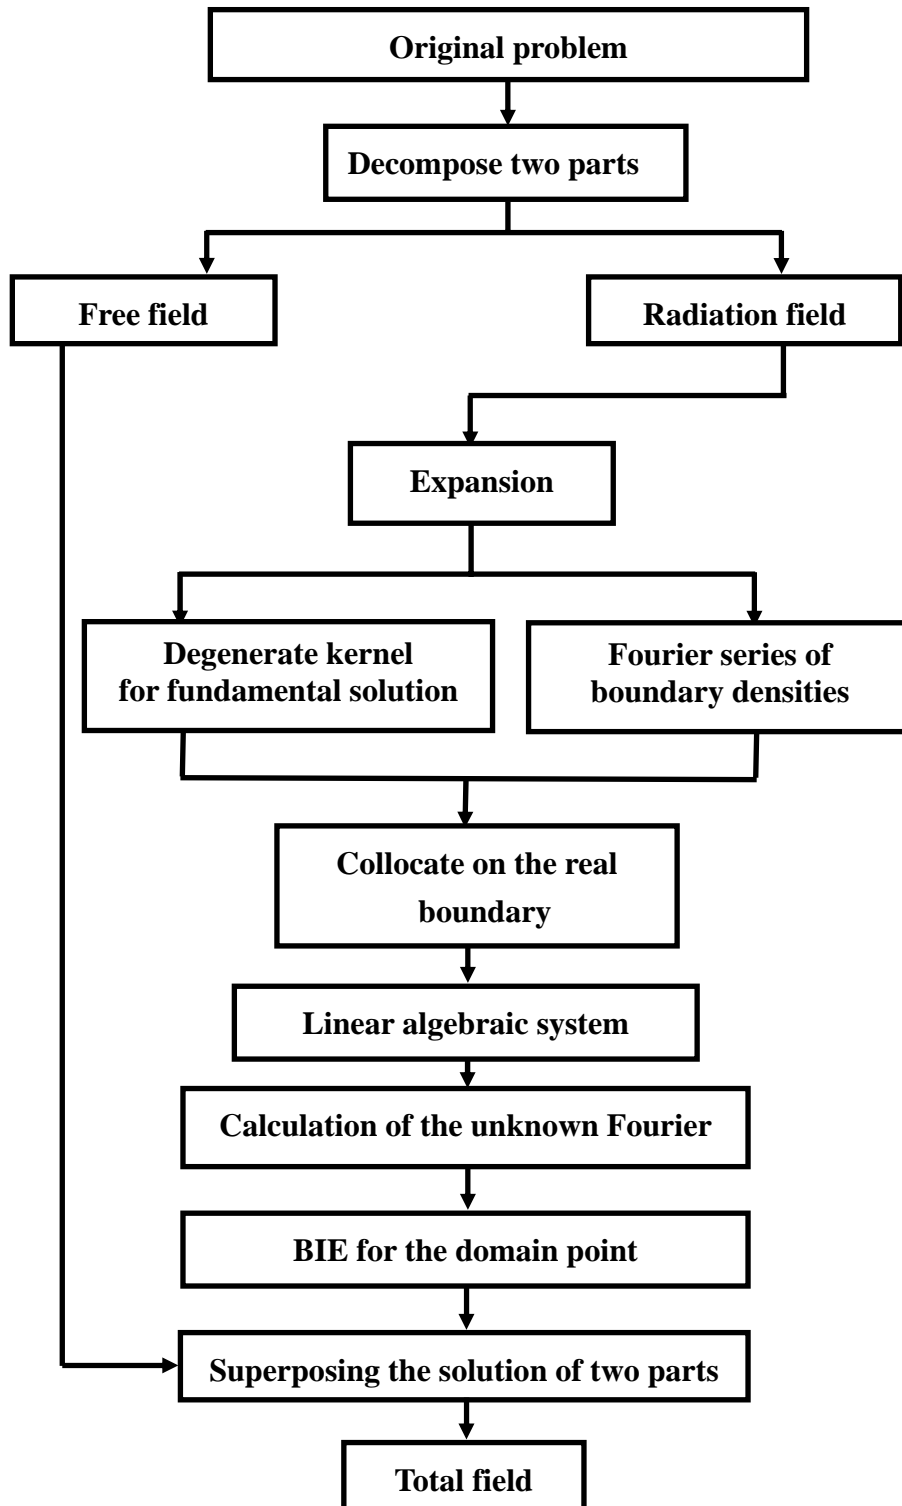 Original problem
Decompose two parts
Free field
Radiation field
Expansion
Degenerate kernel
for fundamental solution
Fourier series of
boundary densities
Collocate on the real
boundary
Linear algebraic system
Calculation of the unknown Fourier
BIE for the domain point
Superposing the solution of two parts
Total field